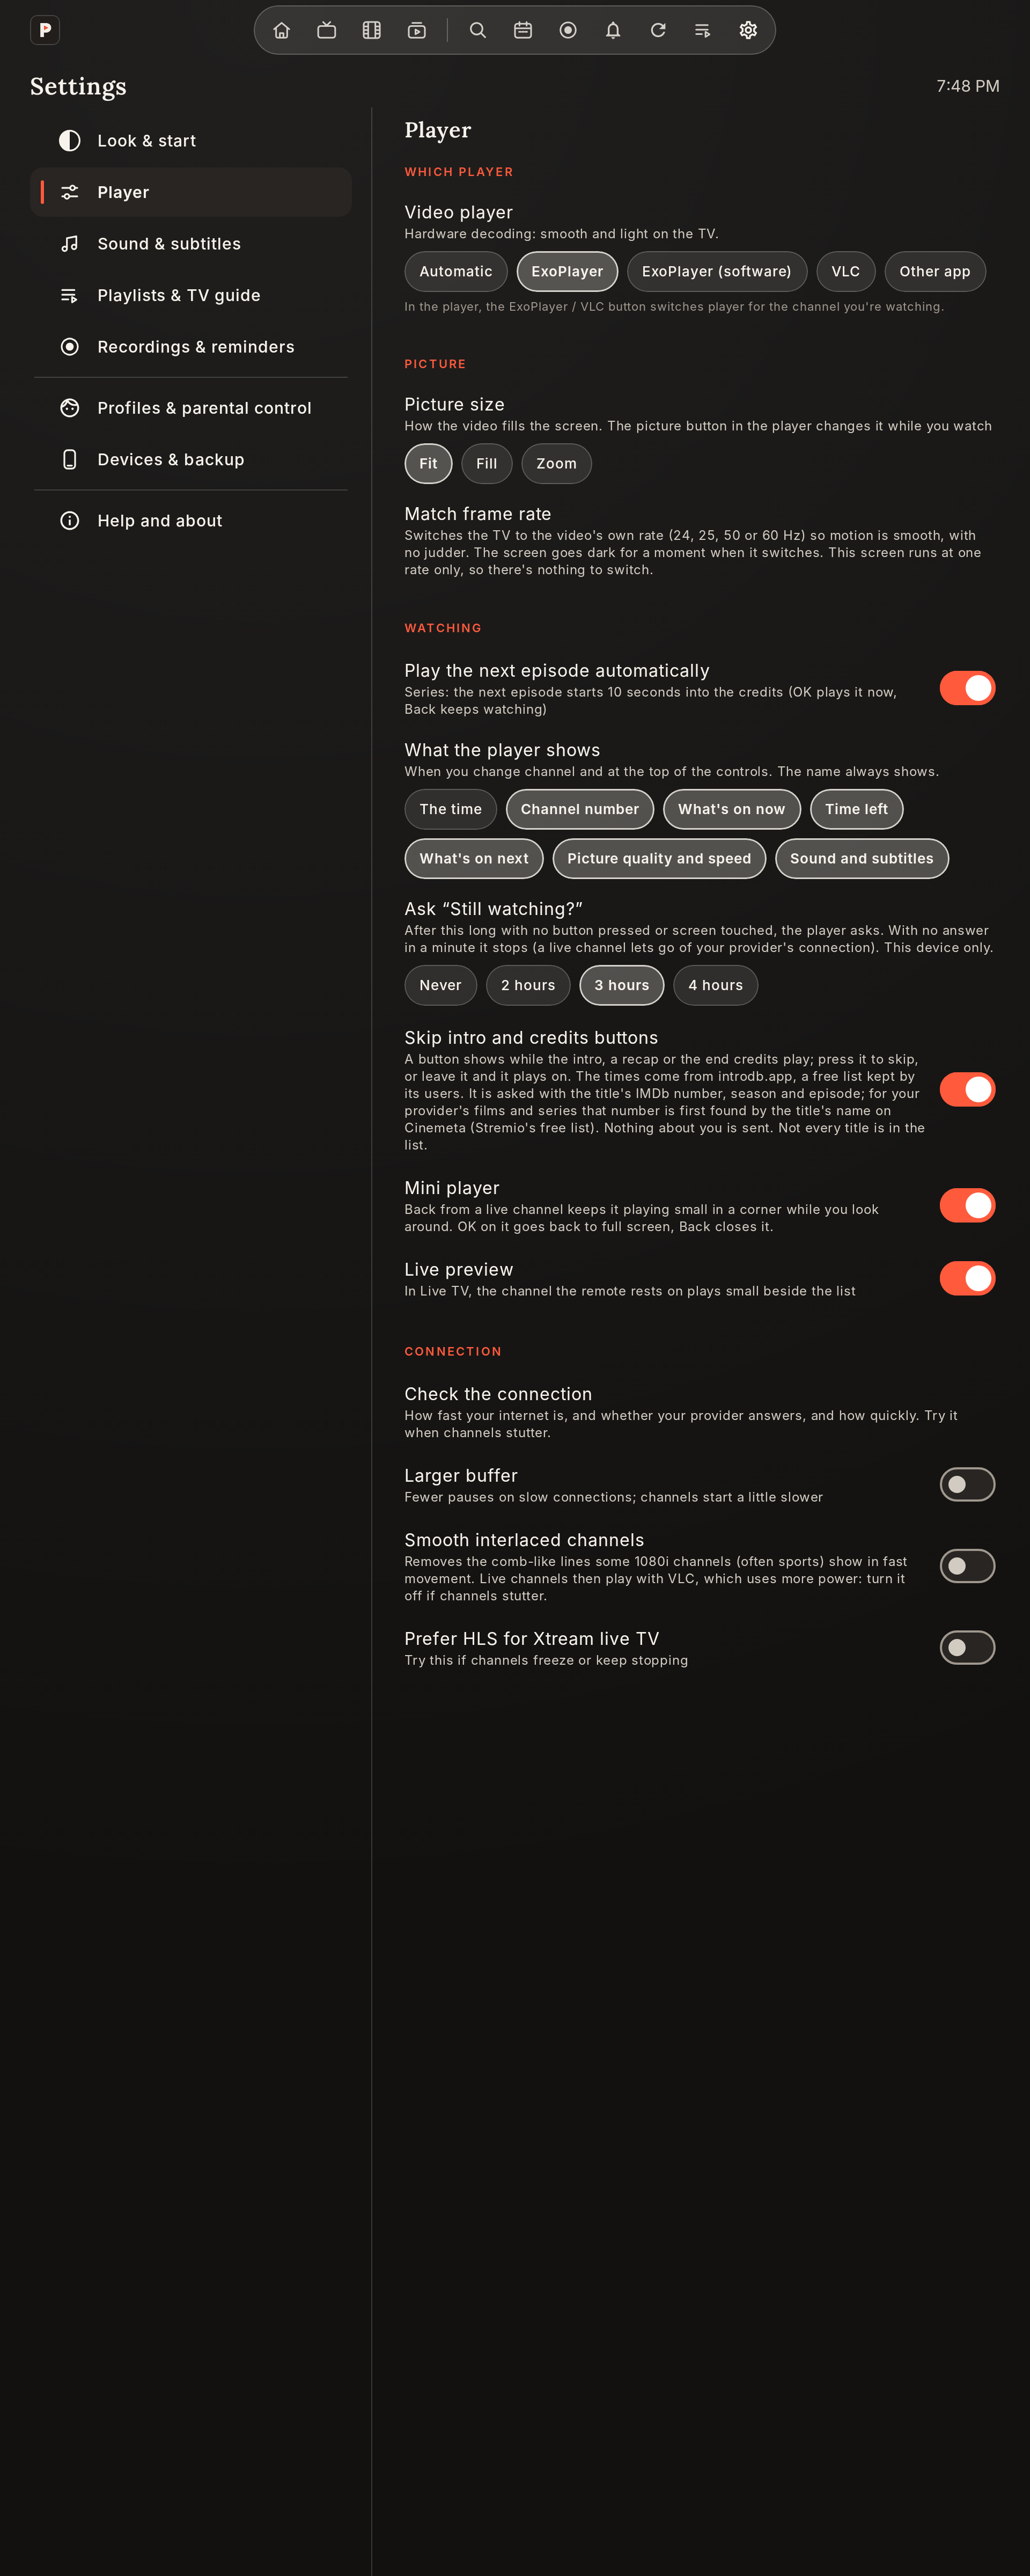 P
Settings
7:48 PM
Look & start
Player
Sound & subtitles
Playlists & TV guide
Recordings & reminders
Profiles & parental control
Devices & backup
Help and about
Player
WHICH PLAYER
Video player
Hardware decoding: smooth and light on the TV.
Automatic
ExoPlayer
ExoPlayer (software)
VLC
Other app
In the player, the ExoPlayer / VLC button switches player for the channel you're watching.
PICTURE
Picture size
How the video fills the screen. The picture button in the player changes it while you watch
Fit
Fill
Zoom
Match frame rate
Switches the TV to the video's own rate (24, 25, 50 or 60 Hz) so motion is smooth, with
no judder. The screen goes dark for a moment when it switches. This screen runs at one
rate only, so there's nothing to switch.
WATCHING
Play the next episode automatically
Series: the next episode starts 10 seconds into the credits (OK plays it now,
Back keeps watching)
What the player shows
When you change channel and at the top of the controls. The name always shows.
The time
Channel number
What's on now
Time left
What's on next
Picture quality and speed
Sound and subtitles
Ask “Still watching?”
After this long with no button pressed or screen touched, the player asks. With no answer
in a minute it stops (a live channel lets go of your provider's connection). This device only.
Never
2 hours
3 hours
4 hours
Skip intro and credits buttons
A button shows while the intro, a recap or the end credits play; press it to skip,
or leave it and it plays on. The times come from introdb.app, a free list kept by
its users. It is asked with the title's IMDb number, season and episode; for your
provider's films and series that number is first found by the title's name on
Cinemeta (Stremio's free list). Nothing about you is sent. Not every title is in the
list.
Mini player
Back from a live channel keeps it playing small in a corner while you look
around. OK on it goes back to full screen, Back closes it.
Live preview
In Live TV, the channel the remote rests on plays small beside the list
CONNECTION
Check the connection
How fast your internet is, and whether your provider answers, and how quickly. Try it
when channels stutter.
Larger buffer
Fewer pauses on slow connections; channels start a little slower
Smooth interlaced channels
Removes the comb-like lines some 1080i channels (often sports) show in fast
movement. Live channels then play with VLC, which uses more power: turn it
off if channels stutter.
Prefer HLS for Xtream live TV
Try this if channels freeze or keep stopping